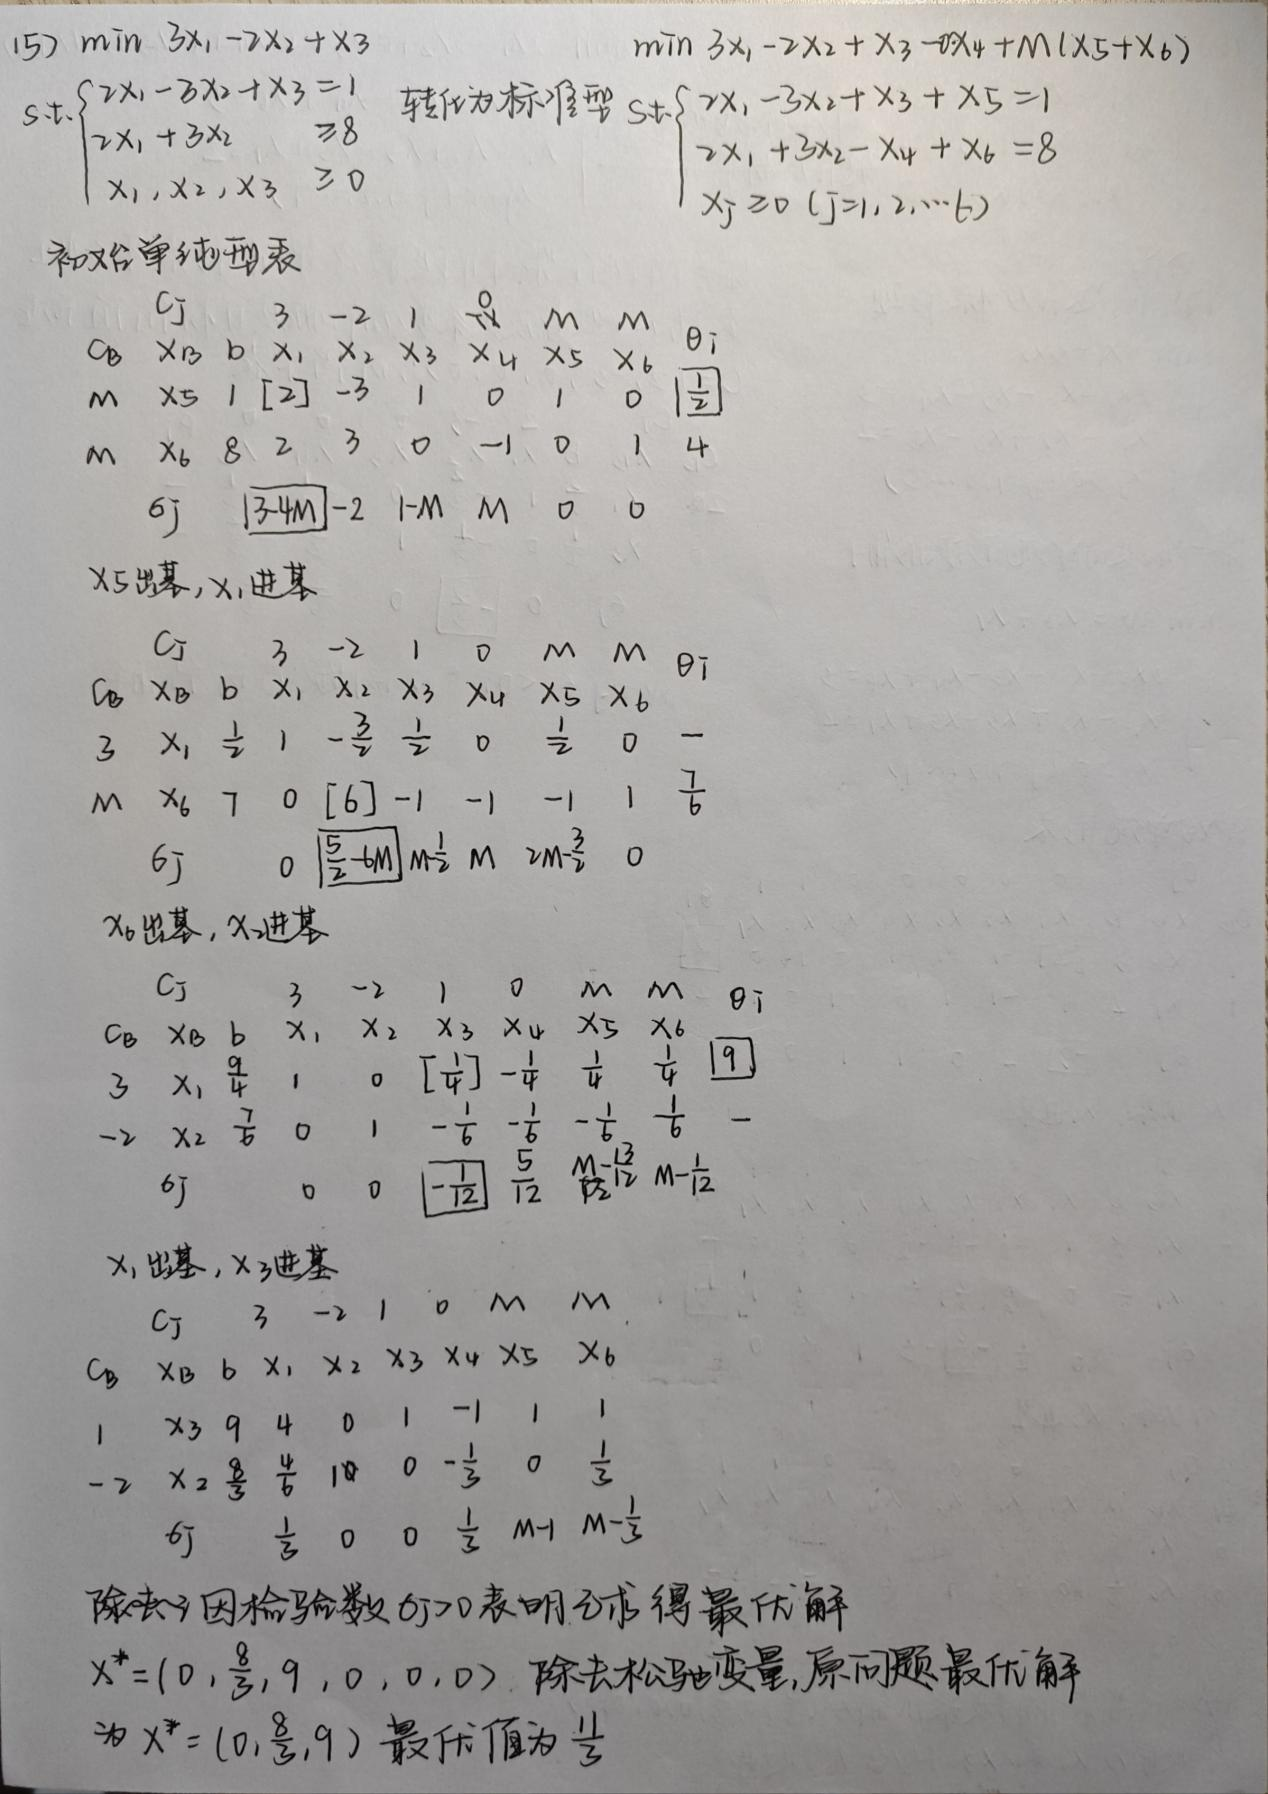 (5) min 3x₁-2x₂+x₃ min 3x₁-2x₂+x₃-0x₄+M(x₅+x₆)
s.t. { 2x₁-3x₂+x₃=1 转化为标准型 s.t. { 2x₁-3x₂+x₃+x₅=1
2x₁+3x₂ ≥8 2x₁+3x₂-x₄+x₆=8
x₁,x₂,x₃ ≥0 xj≥0 (j=1,2,…6)
初始单纯型表
Cj 3 -2 1 0 M M
CB XB b x₁ x₂ x₃ x₄ x₅ x₆ θi
M x₅ 1 [2] -3 1 0 1 0 1/2
M x₆ 8 2 3 0 -1 0 1 4
σj 3-4M -2 1-M M 0 0
x₅出基,x₁进基
Cj 3 -2 1 0 M M θi
CB XB b x₁ x₂ x₃ x₄ x₅ x₆
3 x₁ 1/2 1 -3/2 1/2 0 1/2 0 -
M x₆ 7 0 [6] -1 -1 -1 1 7/6
σj 0 5/2-6M M-1/2 M 2M-3/2 0
x₆出基,x₂进基
Cj 3 -2 1 0 M M θi
CB XB b x₁ x₂ x₃ x₄ x₅ x₆
3 x₁ 9/4 1 0 [1/4] -1/4 1/4 1/4 9
-2 x₂ 7/6 0 1 -1/6 -1/6 -1/6 1/6 -
σj 0 0 -1/12 5/12 M-13/12 M-1/12
x₁出基,x₃进基
Cj 3 -2 1 0 M M
CB XB b x₁ x₂ x₃ x₄ x₅ x₆
1 x₃ 9 4 0 1 -1 1 1
-2 x₂ 8/3 4/6 1 0 -1/3 0 1/3
σj 1/3 0 0 1/3 M-1 M-1/3
因检验数σj>0表明已求得最优解
X*=(0,8/3,9,0,0,0) 除去松驰变量,原问题最优解
为X*=(0,8/3,9) 最优值为11/3